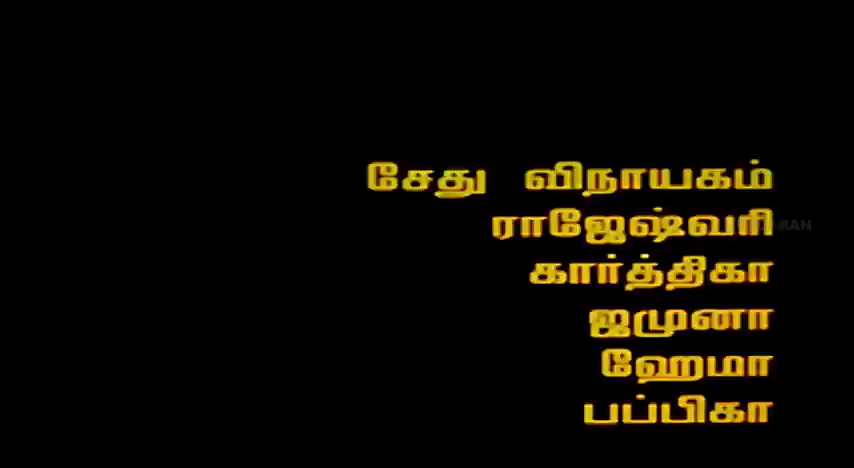 சேது விநாயகம்
ராஜேஷ்வரி
கார்த்திகா
ஜமுனா
ஹேமா
பப்பிகா